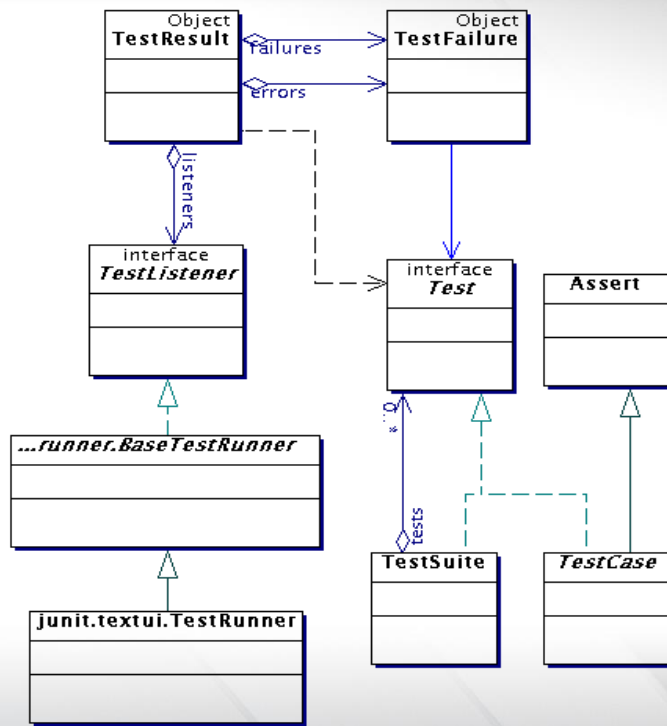 Object
TestResult
failures
errors
Object
TestFailure
listeners
interface
TestListener
interface
Test
Assert
0..*
...runner.BaseTestRunner
tests
TestSuite
TestCase
junit.textui.TestRunner